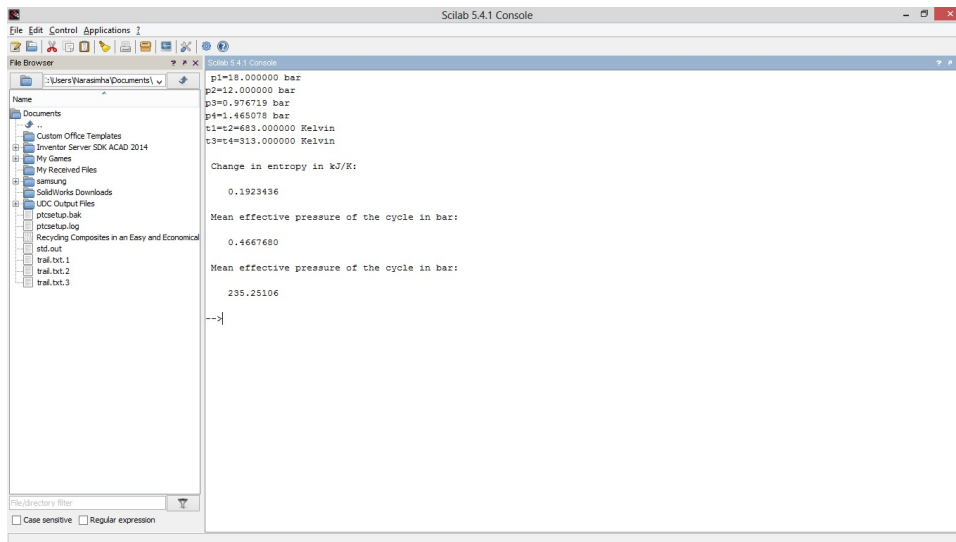 Scilab 5.4.1 Console
File Edit Control Applications ?
File Browser
Scilab 5.4.1 Console
:\Users\Narasimha\Documents\
Name
Documents
..
Custom Office Templates
Inventor Server SDK ACAD 2014
My Games
My Received Files
samsung
SolidWorks Downloads
UDC Output Files
ptcsetup.bak
ptcsetup.log
Recycling Composites in an Easy and Economical
std.out
trail.txt.1
trail.txt.2
trail.txt.3
File/directory filter
Case sensitive Regular expression
p1=18.000000 bar
p2=12.000000 bar
p3=0.976719 bar
p4=1.465078 bar
t1=t2=683.000000 Kelvin
t3=t4=313.000000 Kelvin
Change in entropy in kJ/K:
0.1923436
Mean effective pressure of the cycle in bar:
0.4667680
Mean effective pressure of the cycle in bar:
235.25106
-->